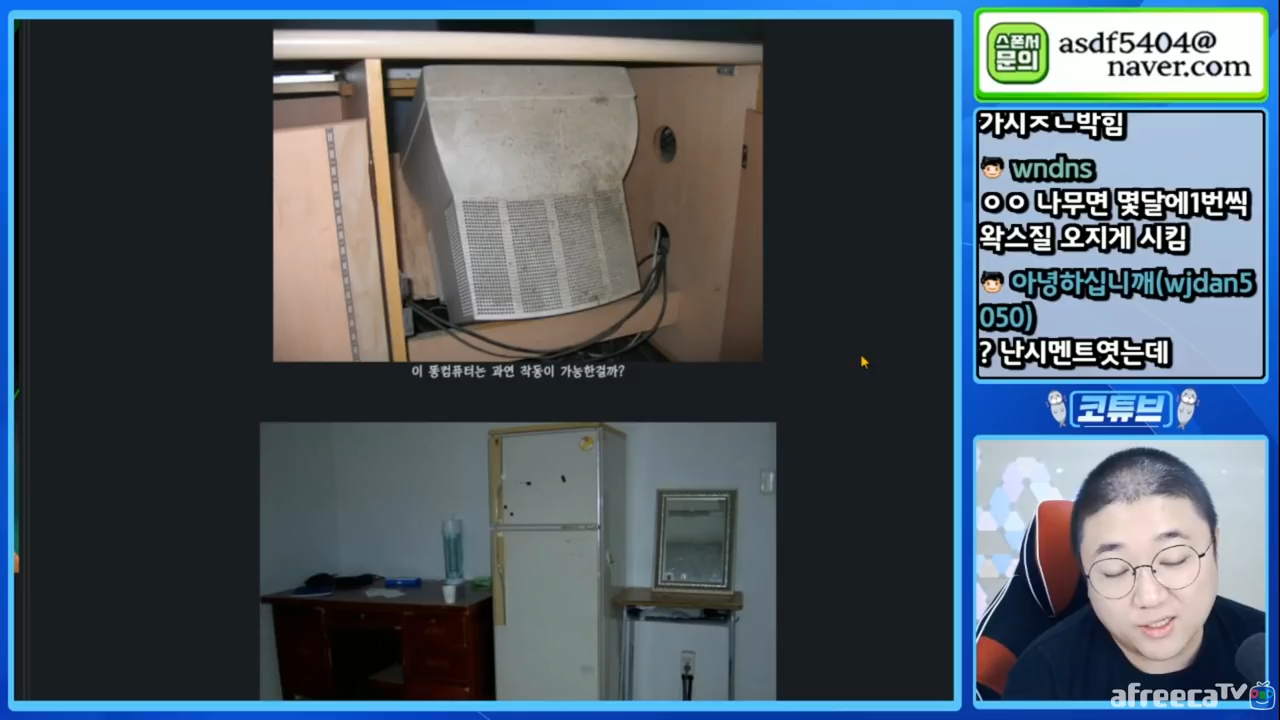 스폰서
문의
asdf5404@
naver.com
가시ㅈㄴ박힘
wndns
ㅇㅇ 나무면 몇달에1번씩
왁스질 오지게 시킴
아녕하십니깨(wjdan5
050)
? 난시멘트엿는데
이 똥컴퓨터는 과연 작동이 가능한걸까?
코튜브
afreecaTV